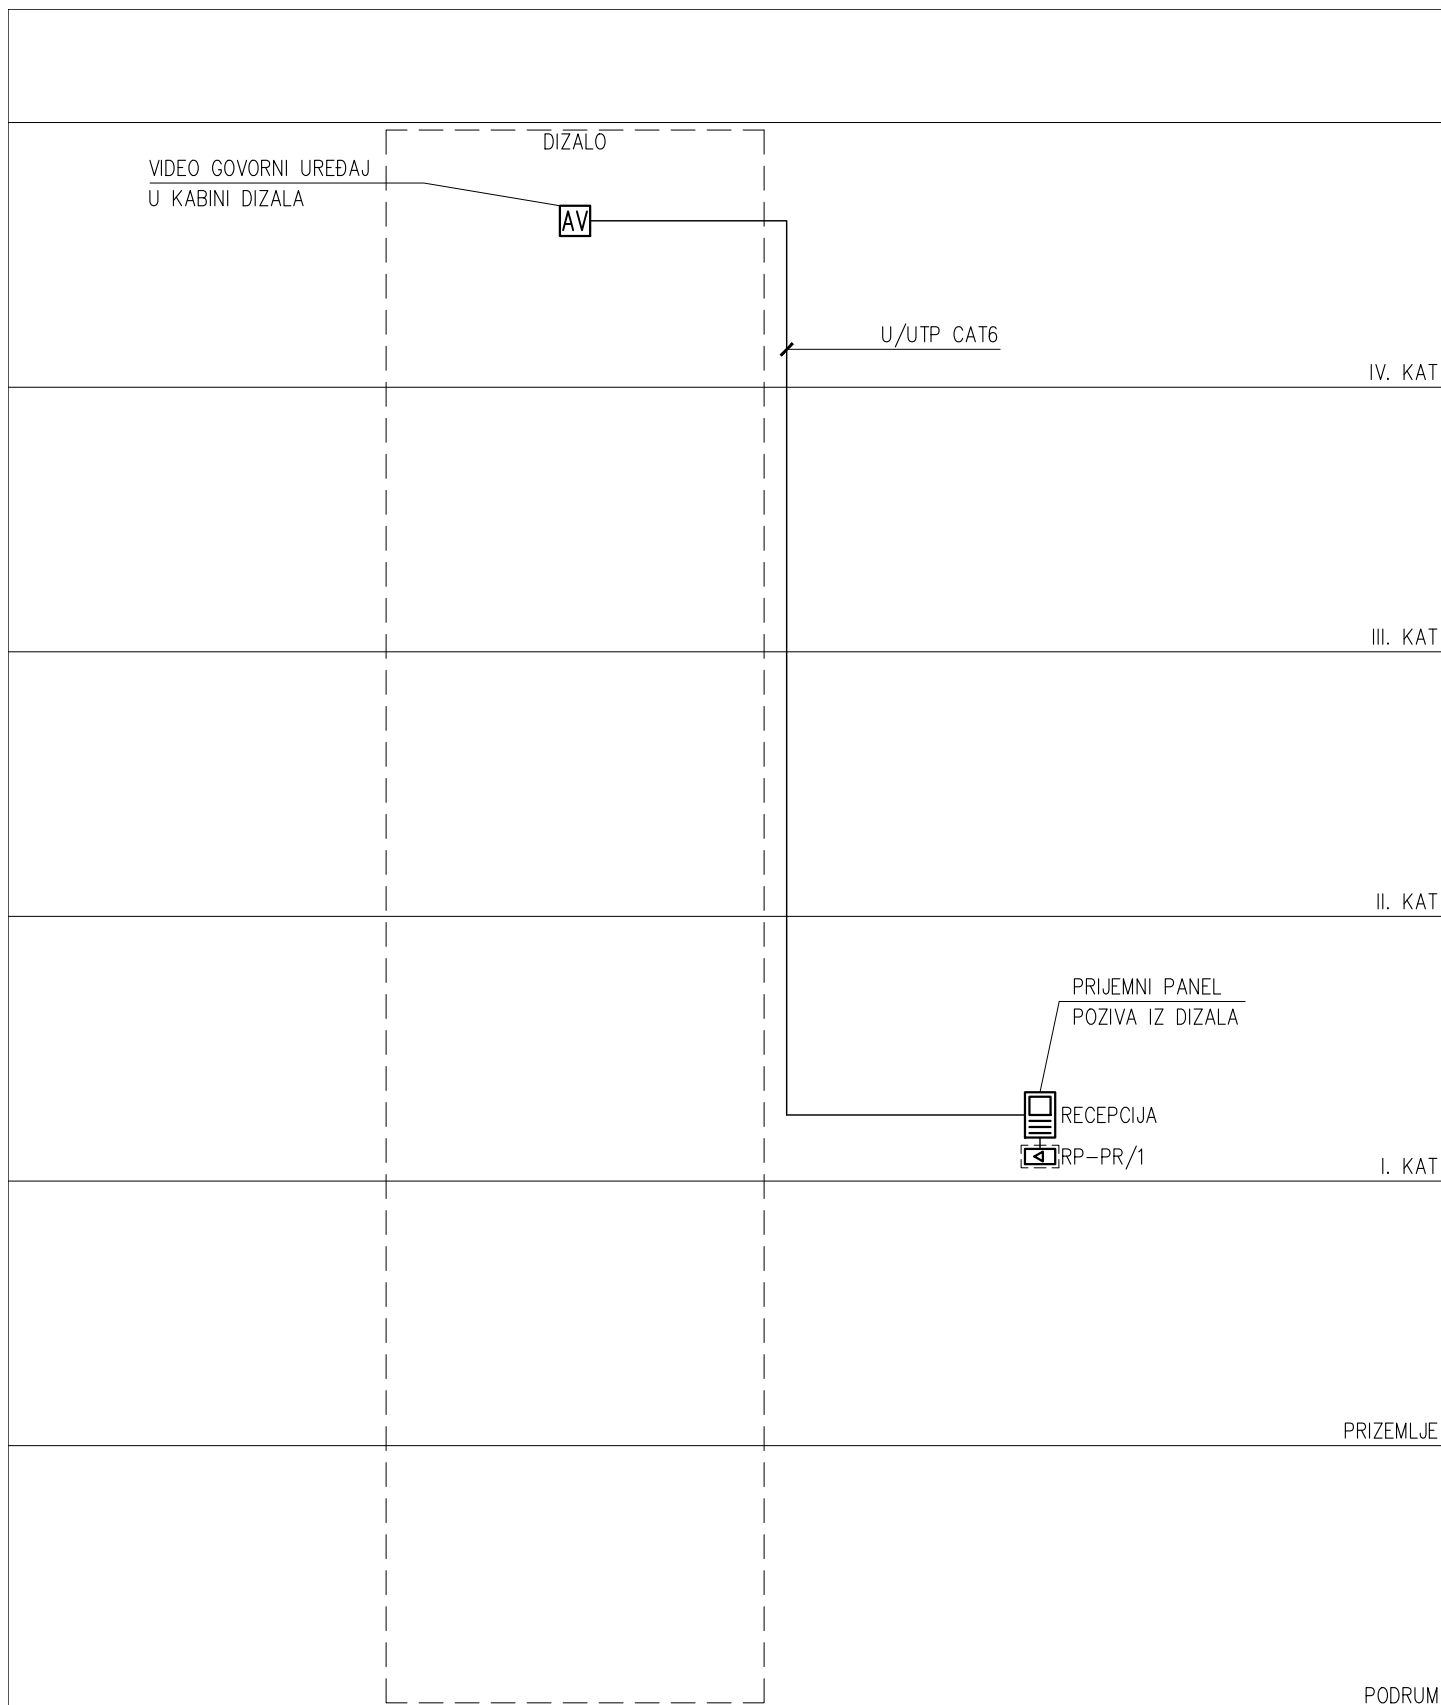 DIZALO
VIDEO GOVORNI UREĐAJ
U KABINI DIZALA
AV
U/UTP CAT6
IV. KAT
III. KAT
II. KAT
PRIJEMNI PANEL
POZIVA IZ DIZALA
RECEPCIJA
RP-PR/1
I. KAT
PRIZEMLJE
PODRUM